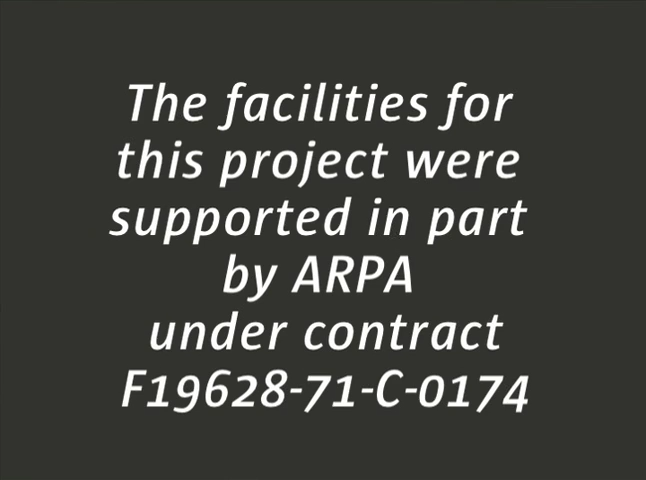 The facilities for
this project were
supported in part
by ARPA
under contract
F19628-71-C-0174